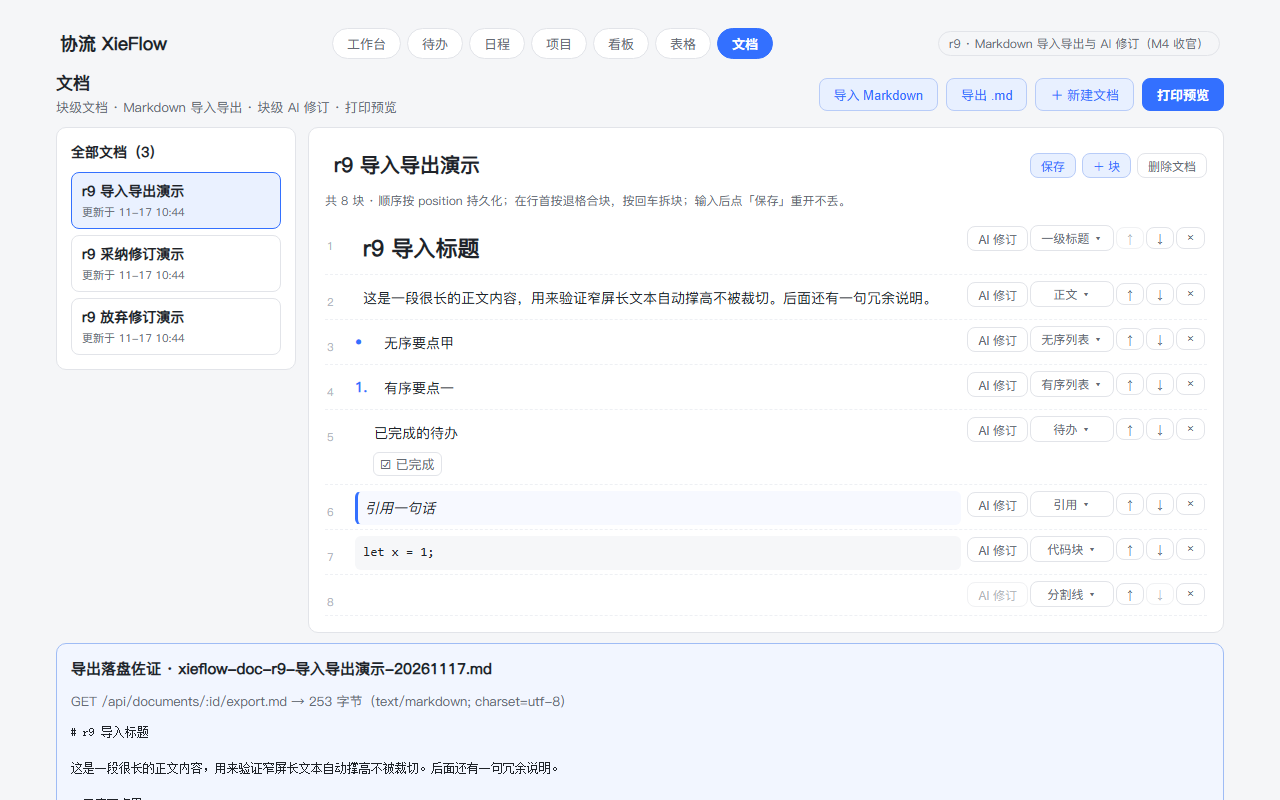 协流 XieFlow
工作台 待办 日程 项目 看板 表格 文档
r9 · Markdown 导入导出与 AI 修订（M4 收官）
文档
块级文档 · Markdown 导入导出 · 块级 AI 修订 · 打印预览
导入 Markdown 导出 .md ＋ 新建文档 打印预览
全部文档（3）
r9 导入导出演示
更新于 11-17 10:44
r9 采纳修订演示
更新于 11-17 10:44
r9 放弃修订演示
更新于 11-17 10:44
r9 导入导出演示
保存 ＋ 块 删除文档
共 8 块 · 顺序按 position 持久化；在行首按退格合块，按回车拆块；输入后点「保存」重开不丢。
1 r9 导入标题 AI 修订 一级标题 ▾ ↑ ↓ ×
2 这是一段很长的正文内容，用来验证窄屏长文本自动撑高不被裁切。后面还有一句冗余说明。 AI 修订 正文 ▾ ↑ ↓ ×
3 • 无序要点甲 AI 修订 无序列表 ▾ ↑ ↓ ×
4 1. 有序要点一 AI 修订 有序列表 ▾ ↑ ↓ ×
5 已完成的待办 AI 修订 待办 ▾ ↑ ↓ ×
☑ 已完成
6 引用一句话 AI 修订 引用 ▾ ↑ ↓ ×
7 let x = 1; AI 修订 代码块 ▾ ↑ ↓ ×
8 AI 修订 分割线 ▾ ↑ ↓ ×
导出落盘佐证 · xieflow-doc-r9-导入导出演示-20261117.md
GET /api/documents/:id/export.md → 253 字节（text/markdown; charset=utf-8）
# r9 导入标题
这是一段很长的正文内容，用来验证窄屏长文本自动撑高不被裁切。后面还有一句冗余说明。